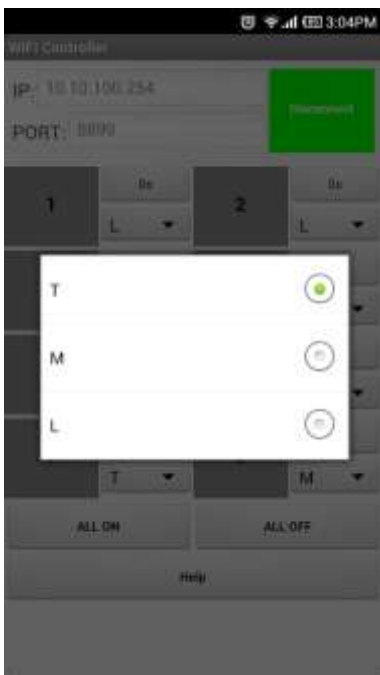 3:04PM
WIFI Controller
IP: 10.10.100.254
Disconnect
PORT: 8899
1
2
L
L
T
M
L
T
M
ALL ON
ALL OFF
Help